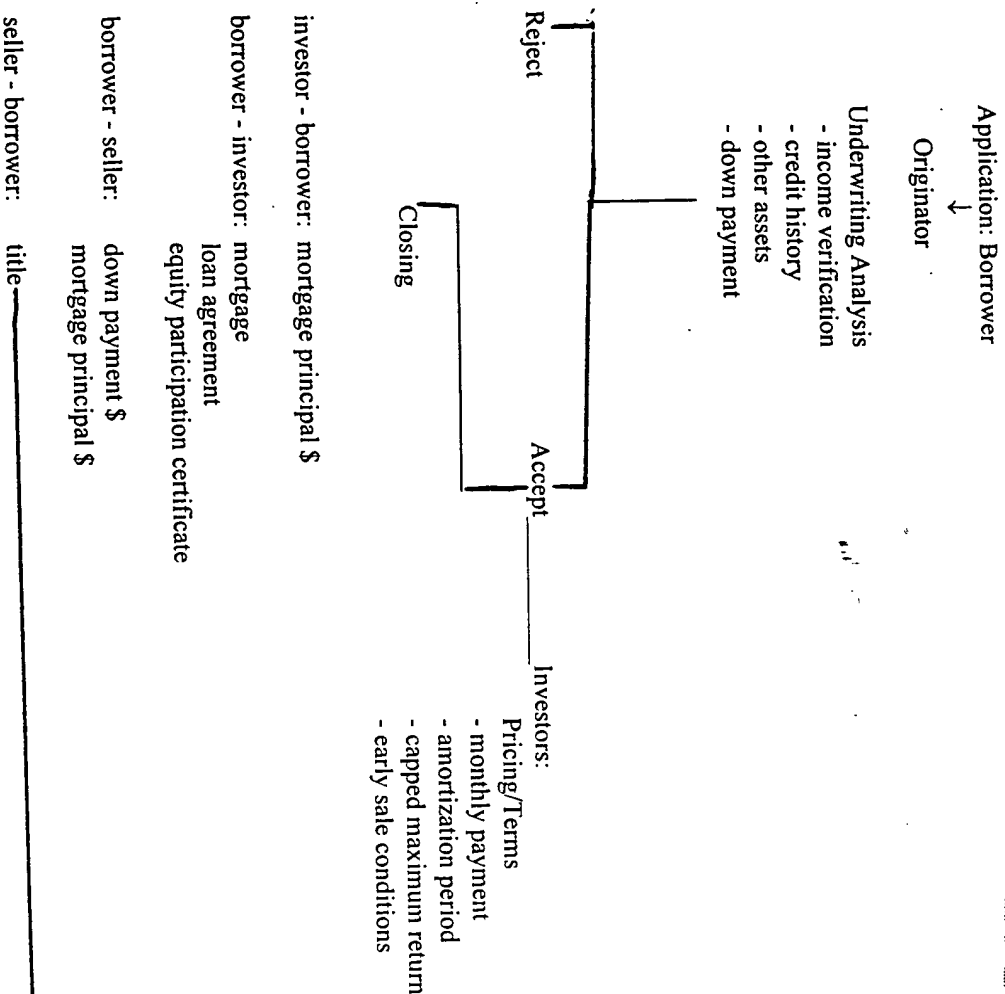 Application: Borrower
↓
Originator
Underwriting Analysis
- income verification
- credit history
- other assets
- down payment
Reject
Accept
Investors:
Pricing/Terms
- monthly payment
- amortization period
- capped maximum return
- early sale conditions
Closing
investor - borrower: mortgage principal $
borrower - investor: mortgage
loan agreement
equity participation certificate
borrower - seller: down payment $
mortgage principal $
seller - borrower: title